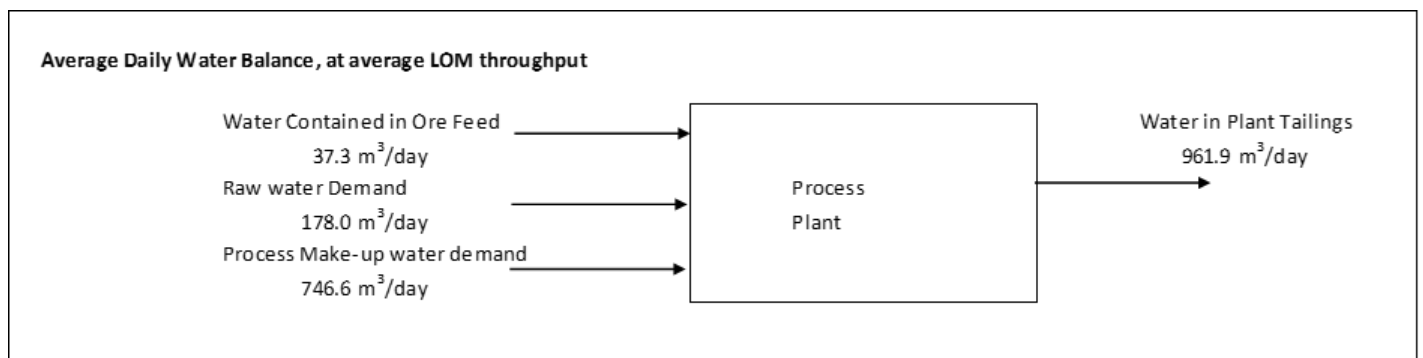 Average Daily Water Balance, at average LOM throughput
Water Contained in Ore Feed
37.3 m³/day
Raw water Demand
178.0 m³/day
Process Make-up water demand
746.6 m³/day
Process
Plant
Water in Plant Tailings
961.9 m³/day